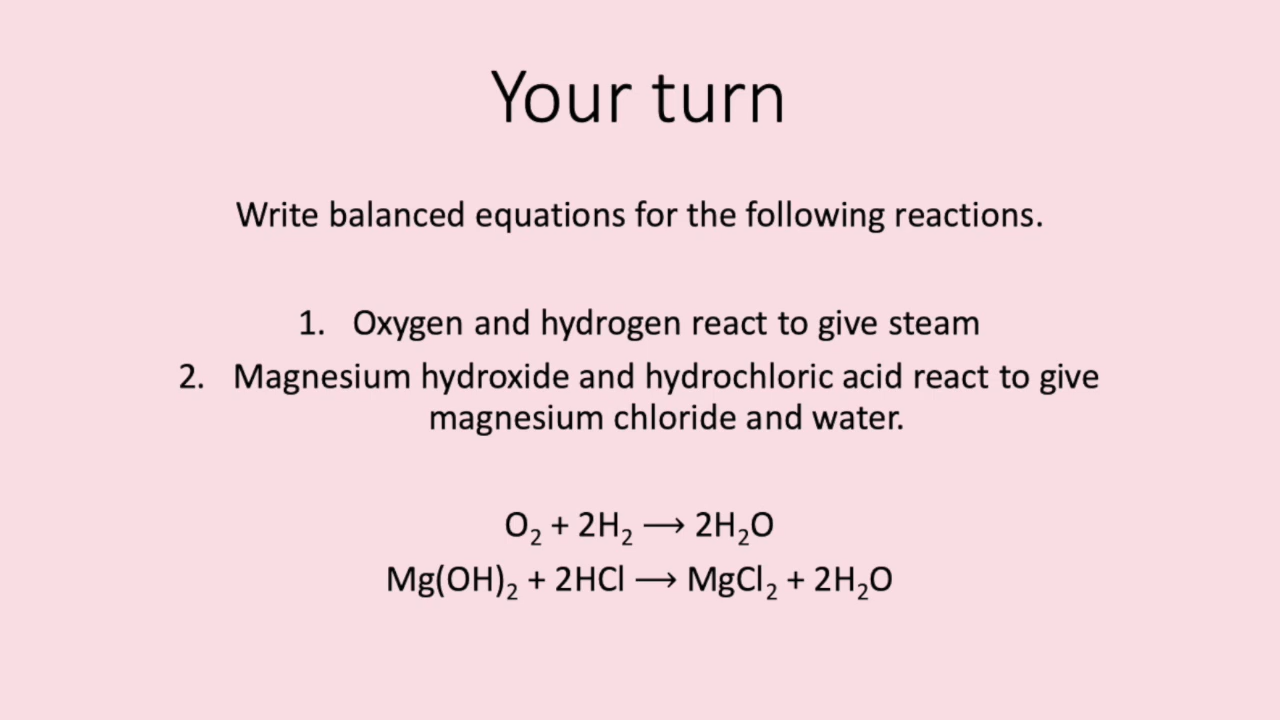 Your turn
Write balanced equations for the following reactions.
1. Oxygen and hydrogen react to give steam
2. Magnesium hydroxide and hydrochloric acid react to give
magnesium chloride and water.
O₂ + 2H₂ ⟶ 2H₂O
Mg(OH)₂ + 2HCl ⟶ MgCl₂ + 2H₂O